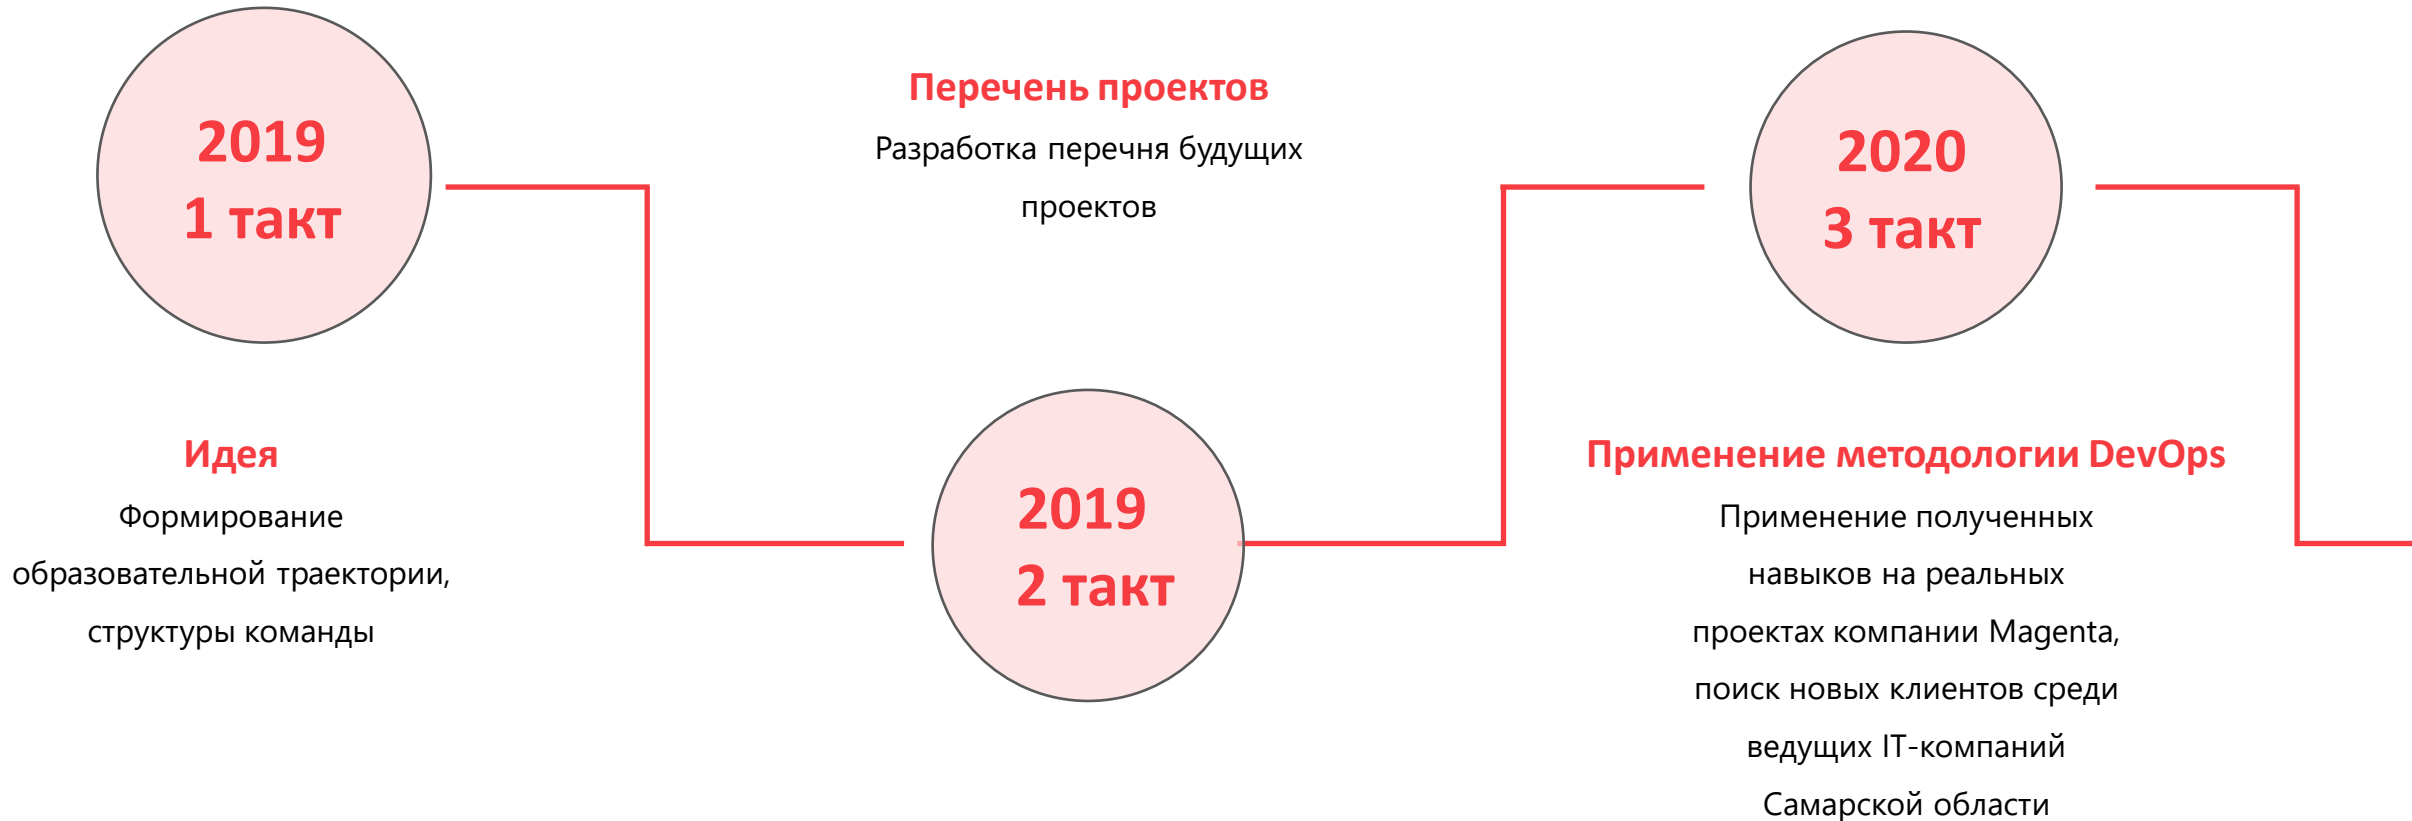 2019
1 такт
Идея
Формирование
образовательной траектории,
структуры команды
Перечень проектов
Разработка перечня будущих
проектов
2019
2 такт
2020
3 такт
Применение методологии DevOps
Применение полученных
навыков на реальных
проектах компании Magenta,
поиск новых клиентов среди
ведущих IT-компаний
Самарской области